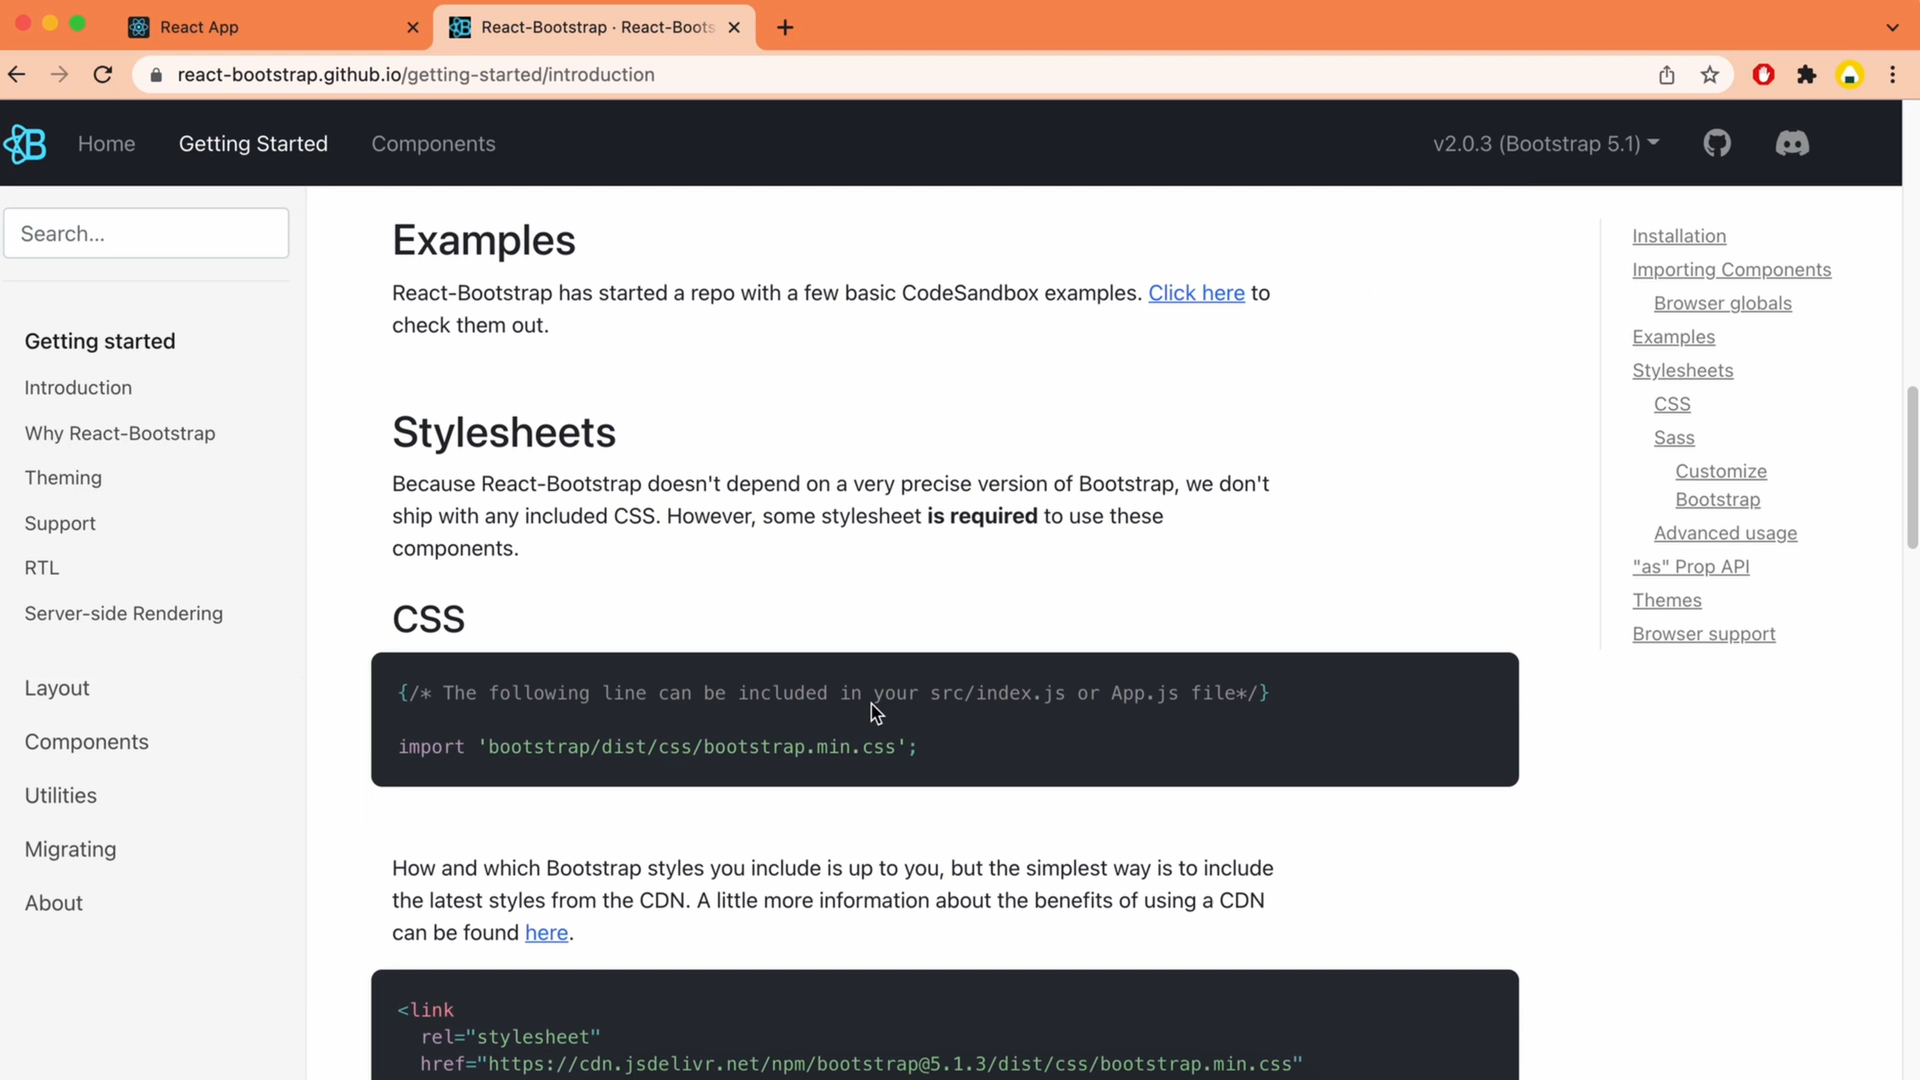 React App
React-Bootstrap · React-Boots
react-bootstrap.github.io/getting-started/introduction
Home
Getting Started
Components
v2.0.3 (Bootstrap 5.1)
Search...
Getting started
Introduction
Why React-Bootstrap
Theming
Support
RTL
Server-side Rendering
Layout
Components
Utilities
Migrating
About
Examples
React-Bootstrap has started a repo with a few basic CodeSandbox examples. Click here to
check them out.
Stylesheets
Because React-Bootstrap doesn't depend on a very precise version of Bootstrap, we don't
ship with any included CSS. However, some stylesheet is required to use these
components.
CSS
{/* The following line can be included in your src/index.js or App.js file*/}
import 'bootstrap/dist/css/bootstrap.min.css';
How and which Bootstrap styles you include is up to you, but the simplest way is to include
the latest styles from the CDN. A little more information about the benefits of using a CDN
can be found here.
<link
rel="stylesheet"
href="https://cdn.jsdelivr.net/npm/bootstrap@5.1.3/dist/css/bootstrap.min.css"
Installation
Importing Components
Browser globals
Examples
Stylesheets
CSS
Sass
Customize
Bootstrap
Advanced usage
"as" Prop API
Themes
Browser support